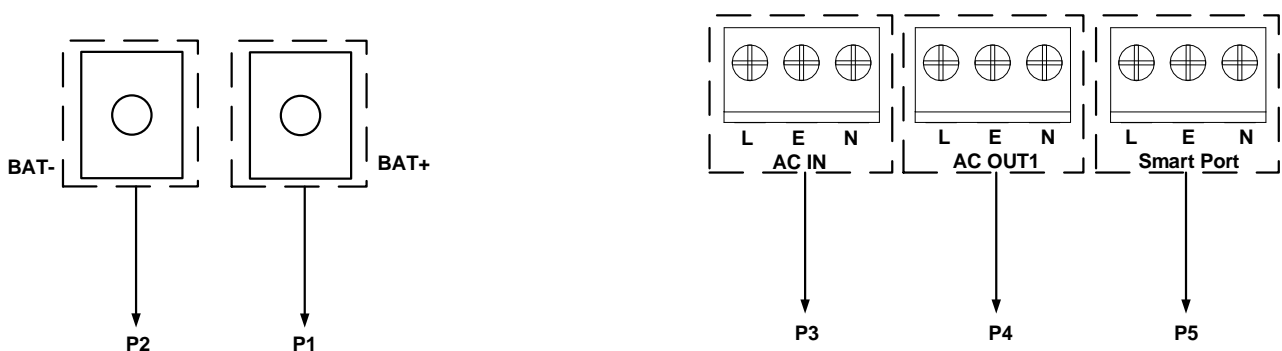 BAT-
BAT+
L E N
AC IN
L E N
AC OUT1
L E N
Smart Port
P2
P1
P3
P4
P5